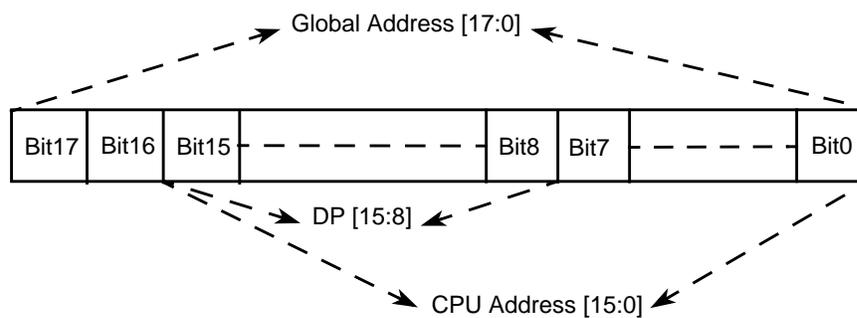 Global Address [17:0]
Bit17 Bit16 Bit15 Bit8 Bit7 Bit0
DP [15:8]
CPU Address [15:0]